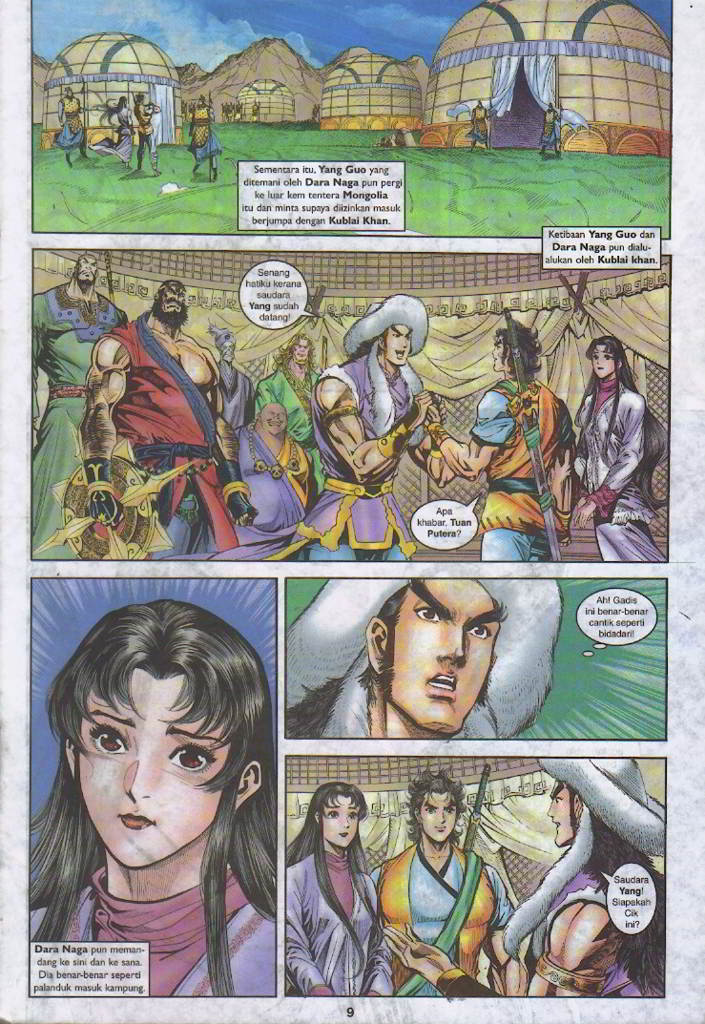 Sementara itu, Yang Guo yang
ditemani oleh Dara Naga pun pergi
ke luar kem tentera Mongolia
itu dan minta supaya diizinkan masuk
berjumpa dengan Kublai Khan.
Ketibaan Yang Guo dan
Dara Naga pun dialu-
alukan oleh Kublai khan.
Senang
hatiku kerana
saudara
Yang sudah
datang!
Apa
khabar, Tuan
Putera?
Dara Naga pun meman-
dang ke sini dan ke sana.
Dia benar-benar seperti
palanduk masuk kampung.
Ah! Gadis
ini benar-benar
cantik seperti
bidadari!
Saudara
Yang!
Siapakah
Cik
ini?
9